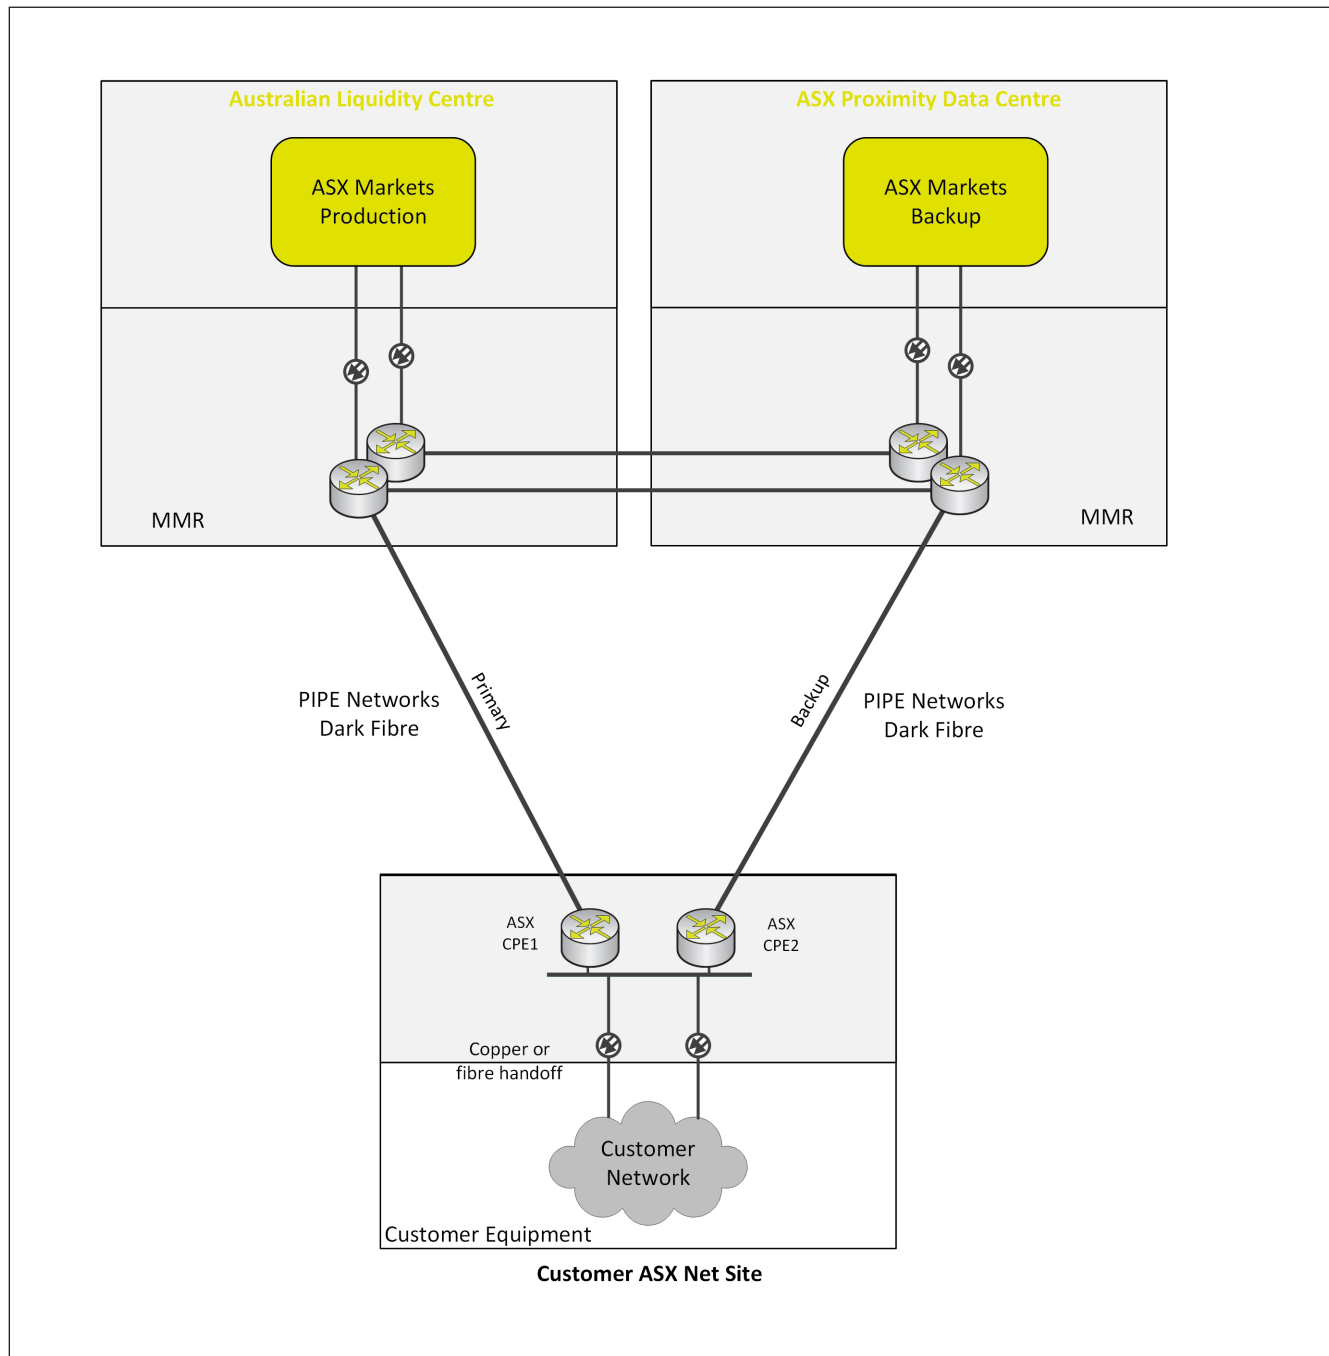 Australian Liquidity Centre
ASX Proximity Data Centre
ASX Markets
Production
ASX Markets
Backup
MMR
MMR
Primary
Backup
PIPE Networks
Dark Fibre
PIPE Networks
Dark Fibre
ASX
CPE1
ASX
CPE2
Copper or
fibre handoff
Customer
Network
Customer Equipment
Customer ASX Net Site